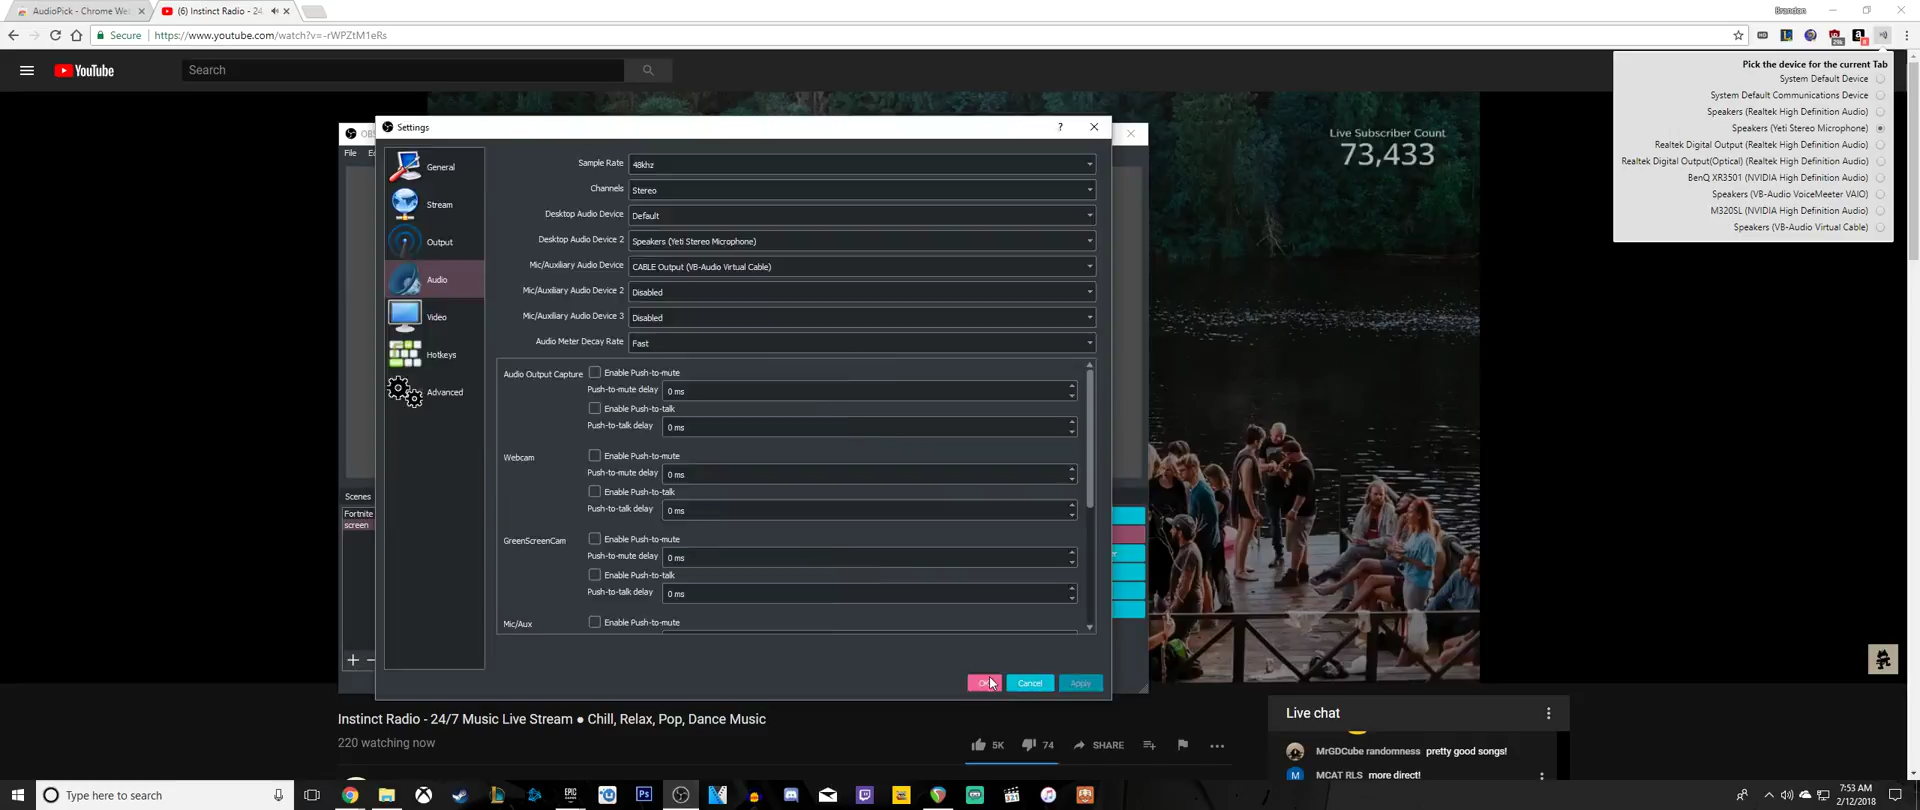 AudioPick - Chrome We
(6) Instinct Radio - 24
Brandon
Secure
https://www.youtube.com/watch?v=-rWPZtM1eRs
YouTube
Search
Pick the device for the current Tab
System Default Device
System Default Communications Device
Speakers (Realtek High Definition Audio)
Speakers (Yeti Stereo Microphone)
Realtek Digital Output (Realtek High Definition Audio)
Realtek Digital Output(Optical) (Realtek High Definition Audio)
BenQ XR3501 (NVIDIA High Definition Audio)
Speakers (VB-Audio VoiceMeeter VAIO)
M320SL (NVIDIA High Definition Audio)
Speakers (VB-Audio Virtual Cable)
Live Subscriber Count
73,433
OBS
File
Settings
?
General
Stream
Output
Audio
Video
Hotkeys
Advanced
Sample Rate 48khz
Channels Stereo
Desktop Audio Device Default
Desktop Audio Device 2 Speakers (Yeti Stereo Microphone)
Mic/Auxiliary Audio Device CABLE Output (VB-Audio Virtual Cable)
Mic/Auxiliary Audio Device 2 Disabled
Mic/Auxiliary Audio Device 3 Disabled
Audio Meter Decay Rate Fast
Audio Output Capture Enable Push-to-mute
Push-to-mute delay 0 ms
Enable Push-to-talk
Push-to-talk delay 0 ms
Webcam Enable Push-to-mute
Push-to-mute delay 0 ms
Enable Push-to-talk
Push-to-talk delay 0 ms
GreenScreenCam Enable Push-to-mute
Push-to-mute delay 0 ms
Enable Push-to-talk
Push-to-talk delay 0 ms
Mic/Aux Enable Push-to-mute
Scenes
Fortnite
screen
OK
Cancel
Apply
Instinct Radio - 24/7 Music Live Stream ● Chill, Relax, Pop, Dance Music
220 watching now
5K
74
SHARE
Live chat
MrGDCube randomness pretty good songs!
M
MCAT RLS more direct!
Type here to search
EPIC GAMES
Ps
7:53 AM
2/12/2018